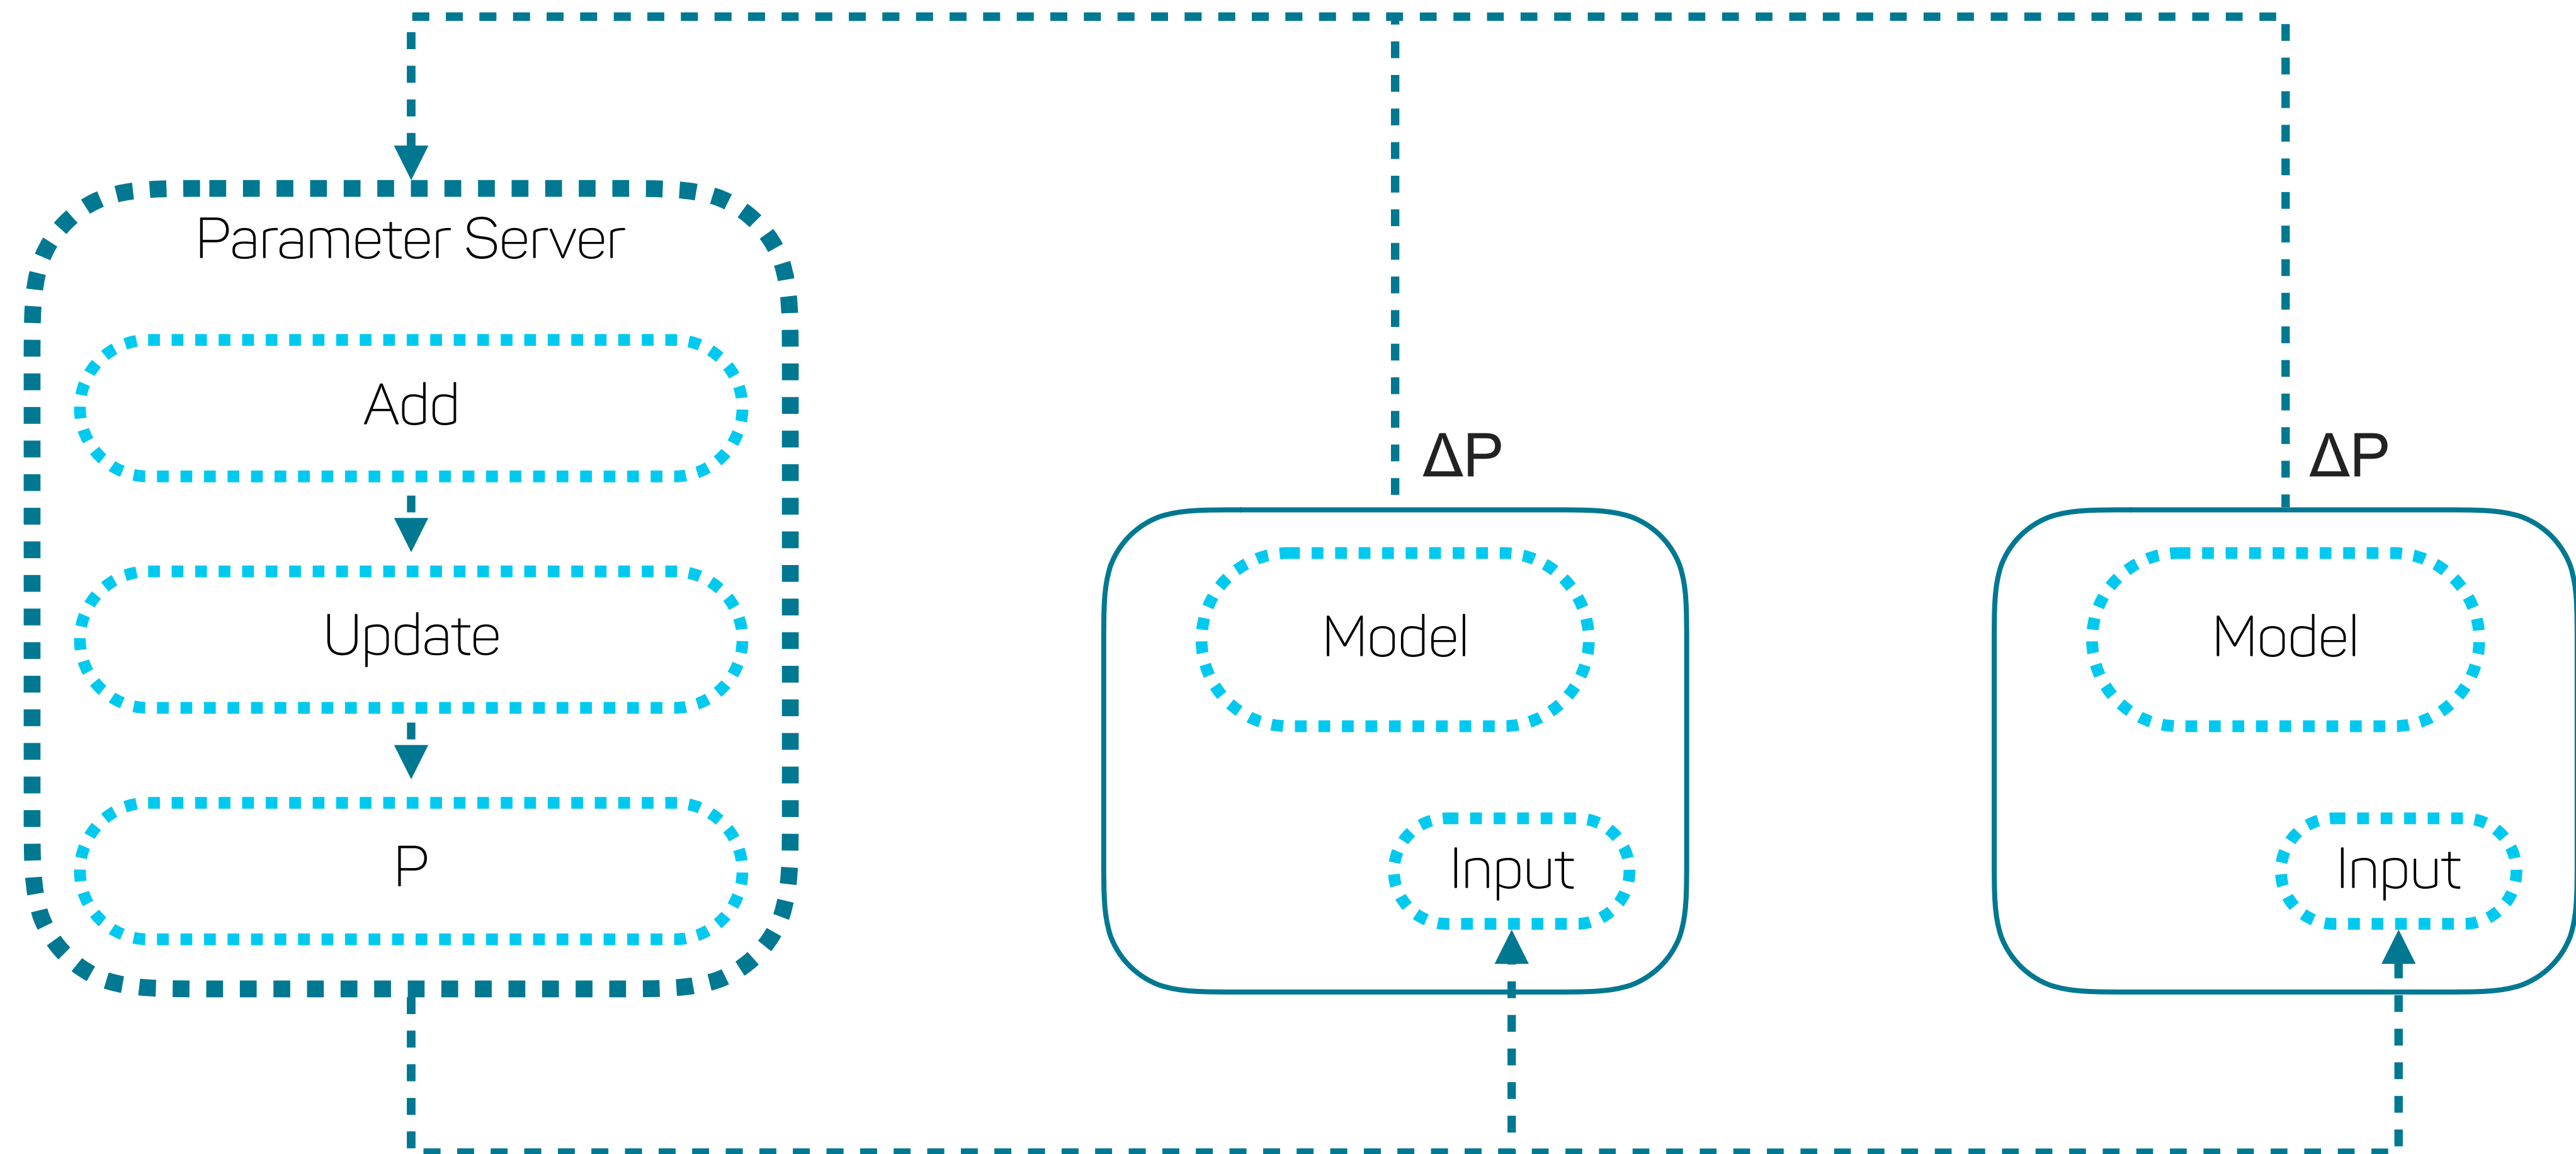 Parameter Server
Add
Update
P
ΔP
Model
Input
ΔP
Model
Input